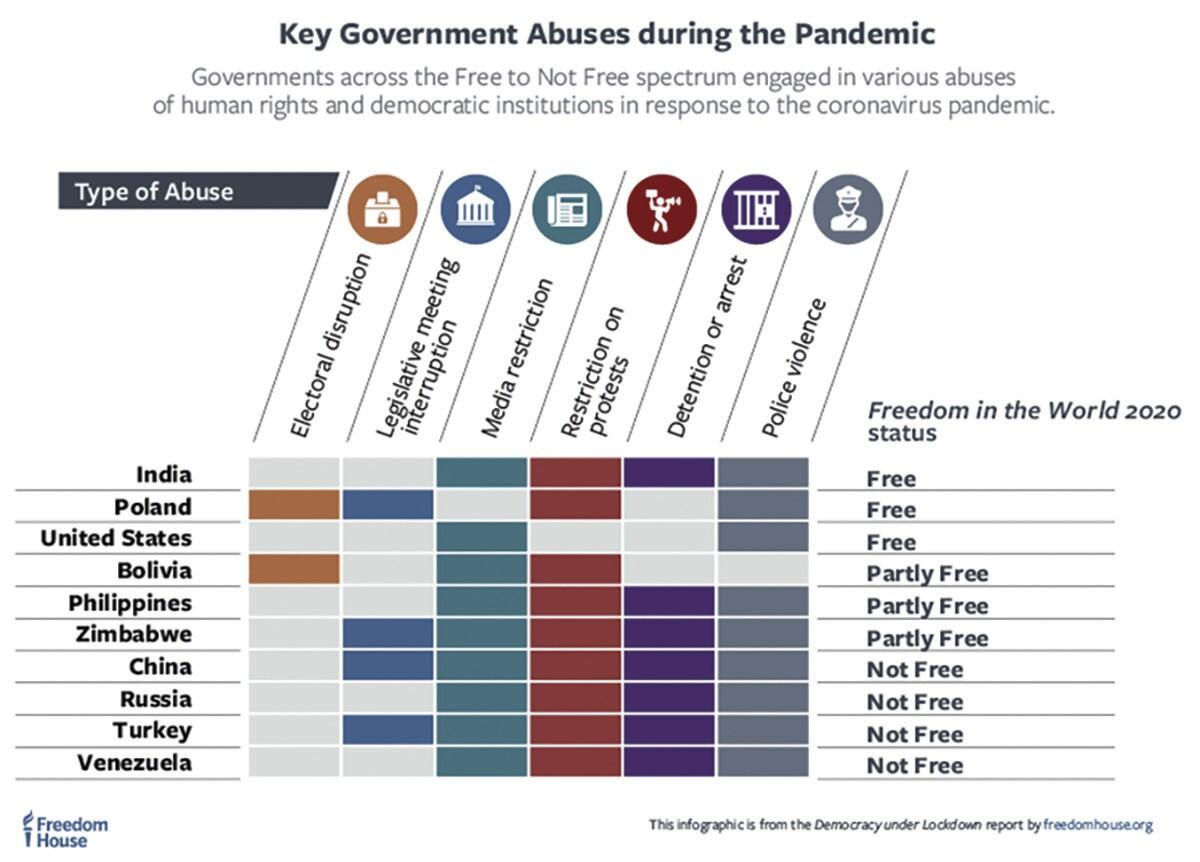 Key Government Abuses during the Pandemic
Governments across the Free to Not Free spectrum engaged in various abuses
of human rights and democratic institutions in response to the coronavirus pandemic.
Type of Abuse
Electoral disruption
Legislative meeting
interruption
Media restriction
Restriction on
protests
Detention or arrest
Police violence
Freedom in the World 2020
status
India Free
Poland Free
United States Free
Bolivia Partly Free
Philippines Partly Free
Zimbabwe Partly Free
China Not Free
Russia Not Free
Turkey Not Free
Venezuela Not Free
Freedom
House
This infographic is from the Democracy under Lockdown report by freedomhouse.org